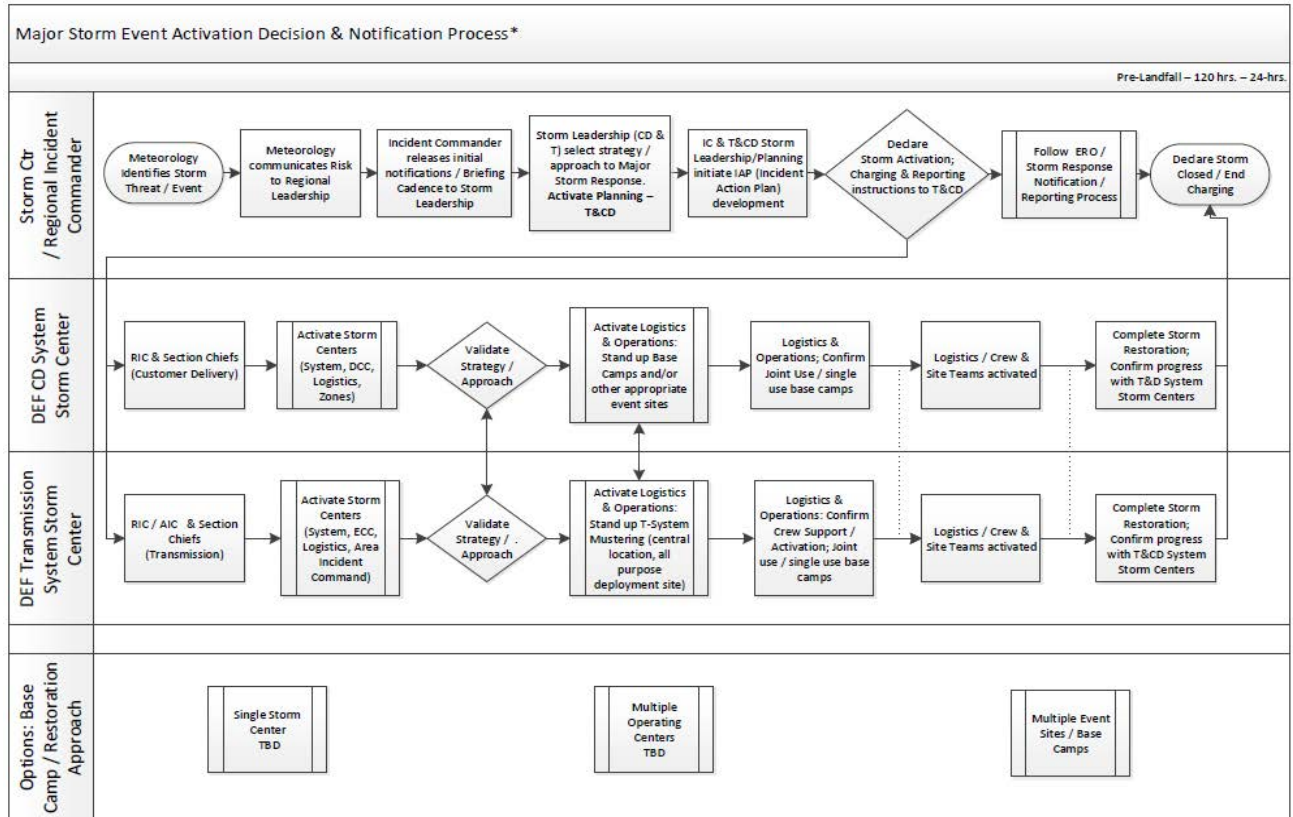 Major Storm Event Activation Decision & Notification Process*
Pre-Landfall – 120 hrs. – 24-hrs.
Storm Ctr
/ Regional Incident
Commander
Meteorology
Identifies Storm
Threat / Event
Meteorology
communicates Risk
to Regional
Leadership
Incident Commander
releases initial
notifications / Briefing
Cadence to Storm
Leadership
Storm Leadership (CD &
T) select strategy /
approach to Major
Storm Response.
Activate Planning –
T&CD
IC & T&CD Storm
Leadership/Planning
initiate IAP (Incident
Action Plan)
development
Declare
Storm Activation;
Charging & Reporting
instructions to T&CD
Follow ERO /
Storm Response
Notification /
Reporting Process
Declare Storm
Closed / End
Charging
DEF CD System
Storm Center
RIC & Section Chiefs
(Customer Delivery)
Activate Storm
Centers
(System, DCC,
Logistics,
Zones)
Validate
Strategy /
Approach
Activate Logistics
& Operations:
Stand up Base
Camps and/or
other appropriate
event sites
Logistics &
Operations; Confirm
Joint Use / single
use base camps
Logistics / Crew &
Site Teams activated
Complete Storm
Restoration;
Confirm progress
with T&D System
Storm Centers
DEF Transmission
System Storm
Center
RIC / AIC & Section
Chiefs
(Transmission)
Activate Storm
Centers
(System, ECC,
Logistics, Area
Incident
Command)
Validate
Strategy / .
Approach
Activate Logistics
& Operations:
Stand up T-System
Mustering (central
location, all
purpose
deployment site)
Logistics &
Operations: Confirm
Crew Support /
Activation; Joint
use / single use base
camps
Logistics / Crew &
Site Teams activated
Complete Storm
Restoration;
Confirm progress
with T&CD System
Storm Centers
Options: Base
Camp / Restoration
Approach
Single Storm
Center
TBD
Multiple
Operating
Centers
TBD
Multiple Event
Sites / Base
Camps